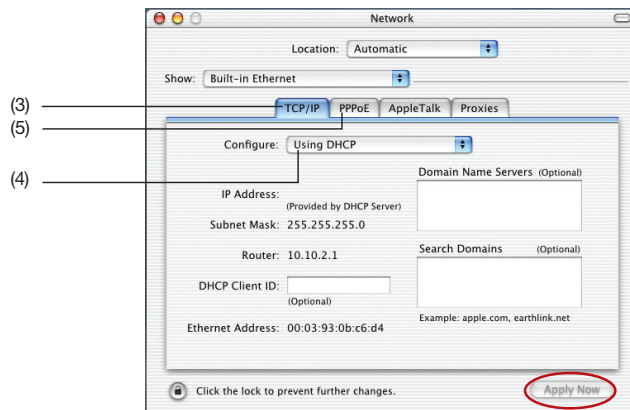 Network
Location: Automatic
Show: Built-in Ethernet
(3)
TCP/IP PPPoE AppleTalk Proxies
(5)
Configure: Using DHCP
(4)
Domain Name Servers (Optional)
IP Address:
(Provided by DHCP Server)
Subnet Mask: 255.255.255.0
Router: 10.10.2.1
Search Domains (Optional)
DHCP Client ID:
(Optional)
Example: apple.com, earthlink.net
Ethernet Address: 00:03:93:0b:c6:d4
Click the lock to prevent further changes.
Apply Now